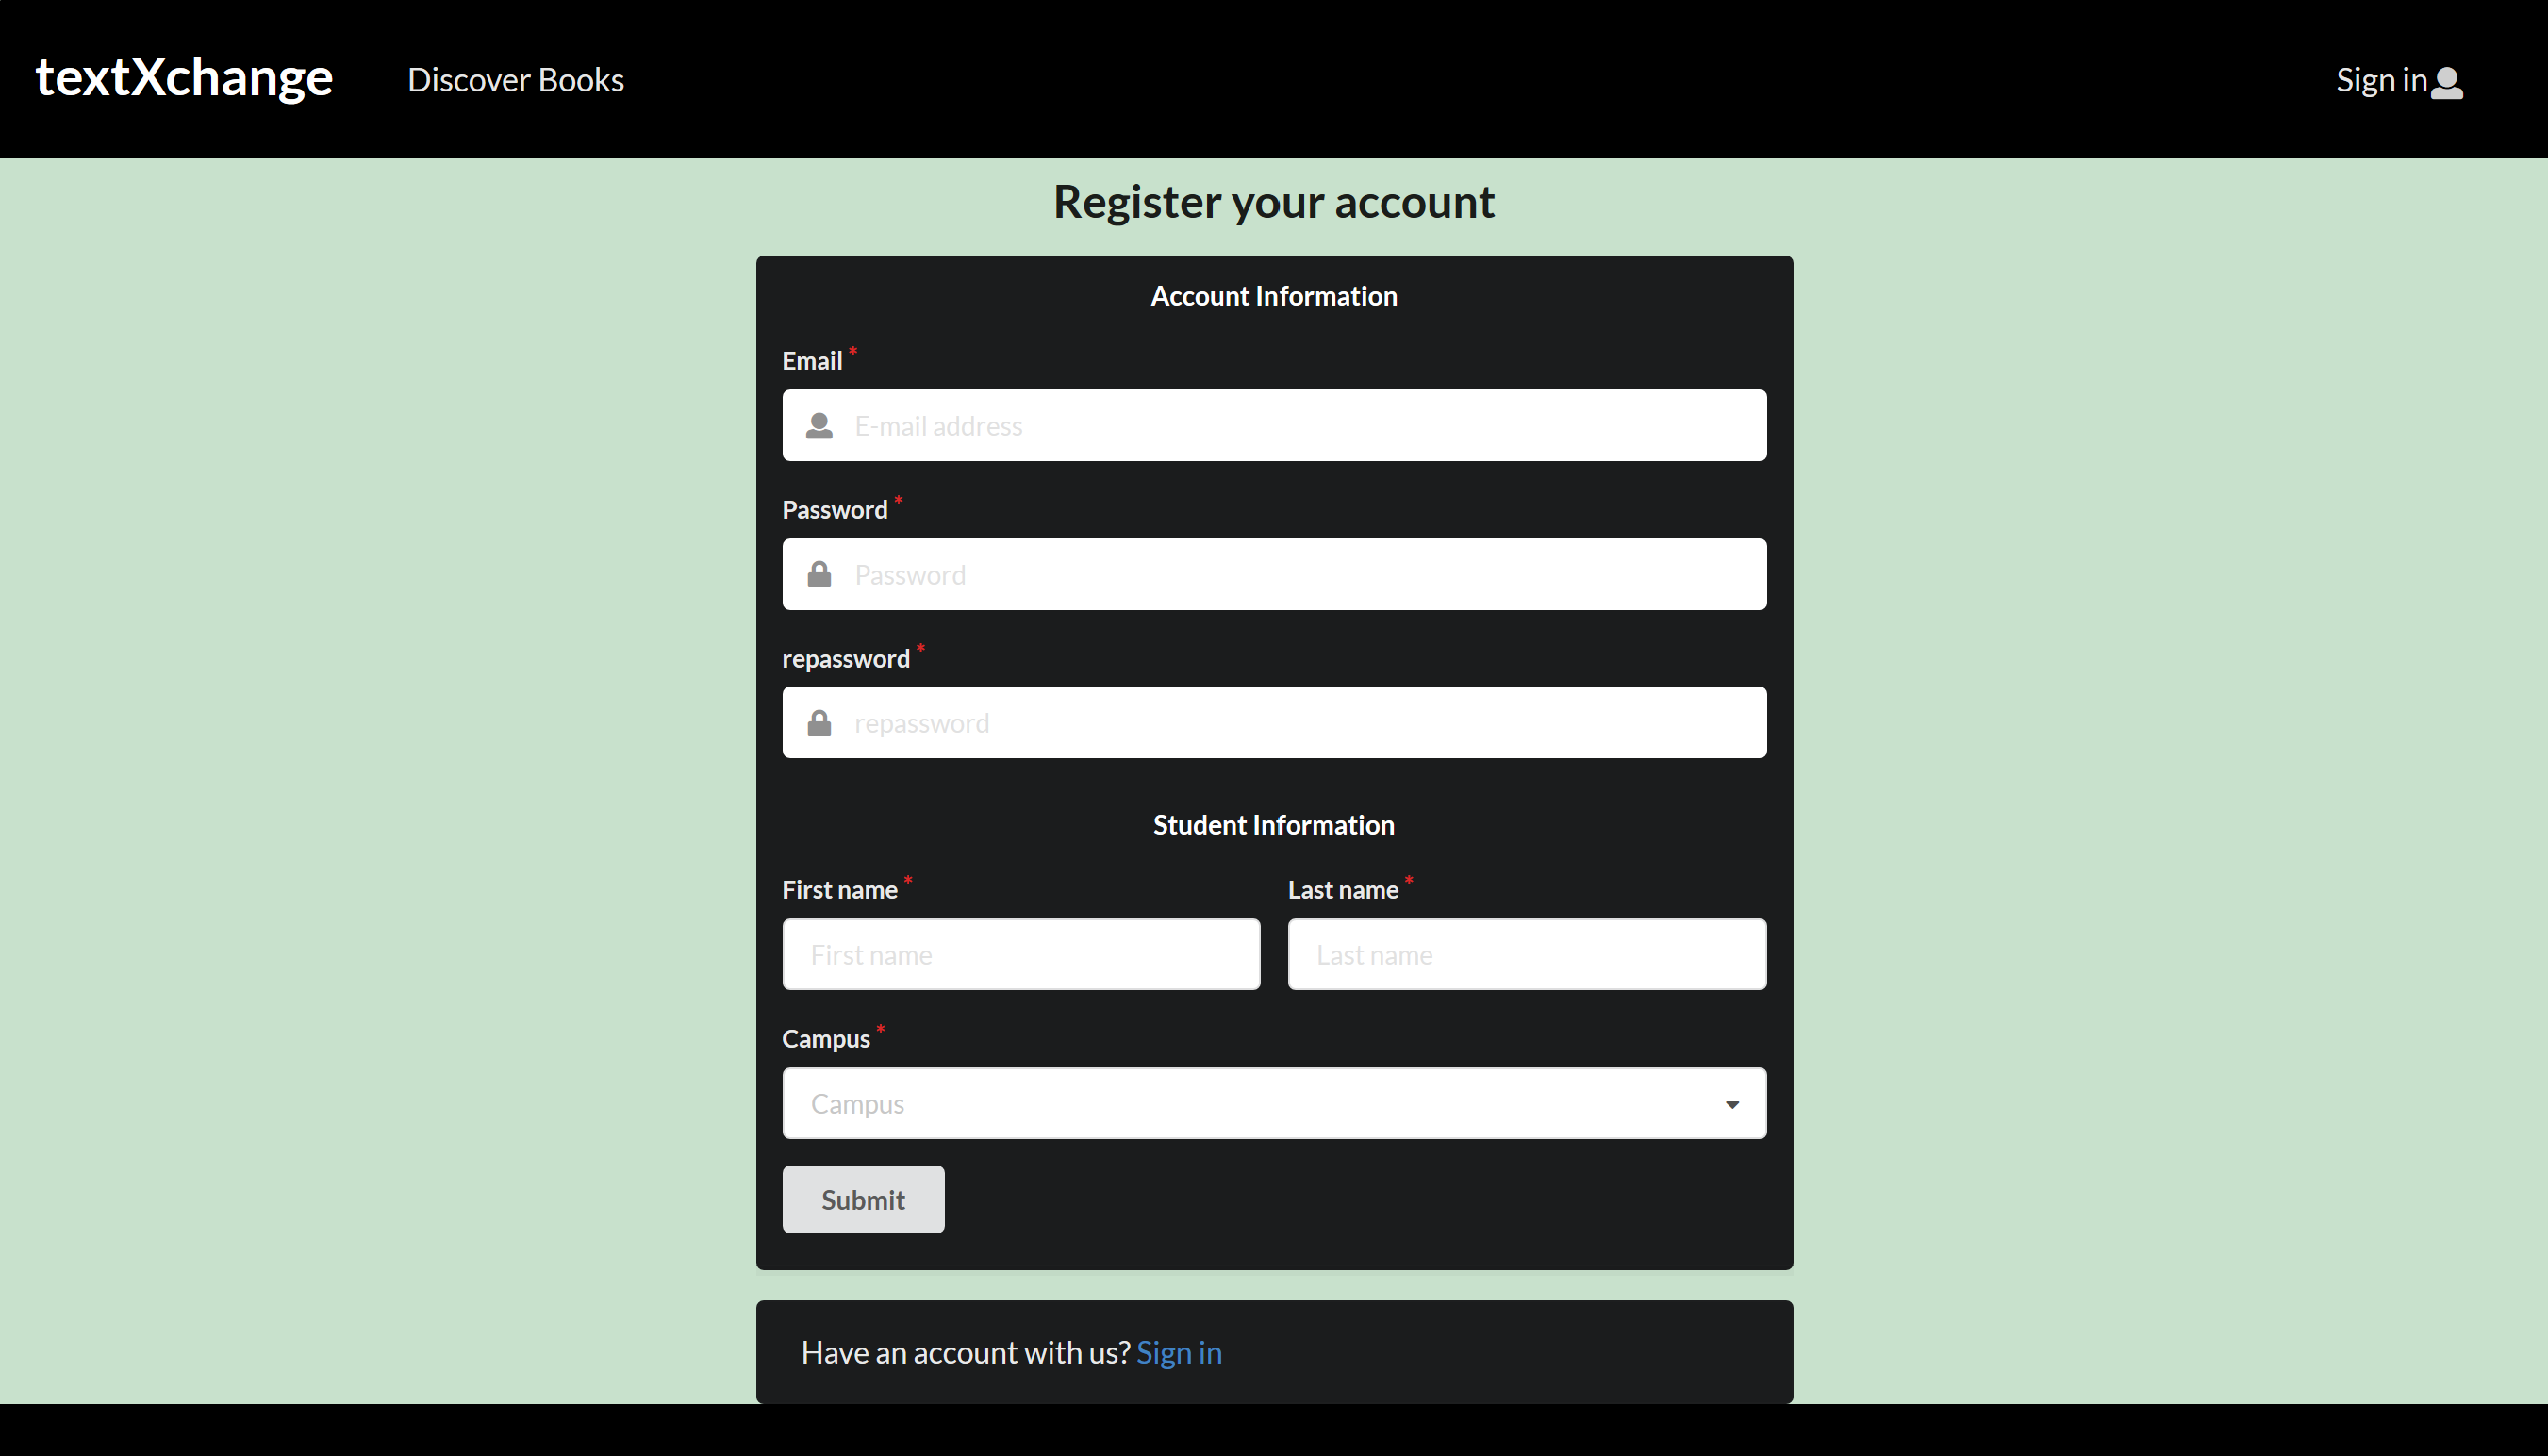 textXchange Discover Books Sign in
Register your account
Account Information
Email *
E-mail address
Password *
Password
repassword *
repassword
Student Information
First name * Last name *
First name Last name
Campus *
Campus
Submit
Have an account with us? Sign in